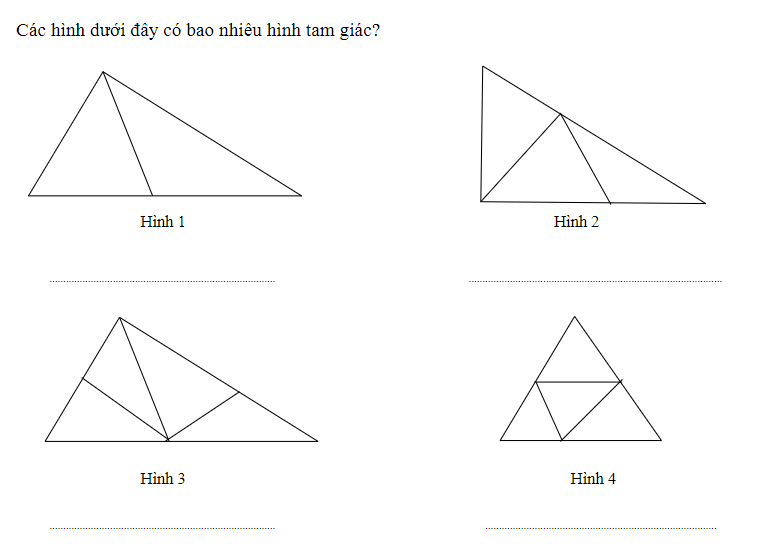 Các hình dưới đây có bao nhiêu hình tam giác?
Hình 1
Hình 2
Hình 3
Hình 4